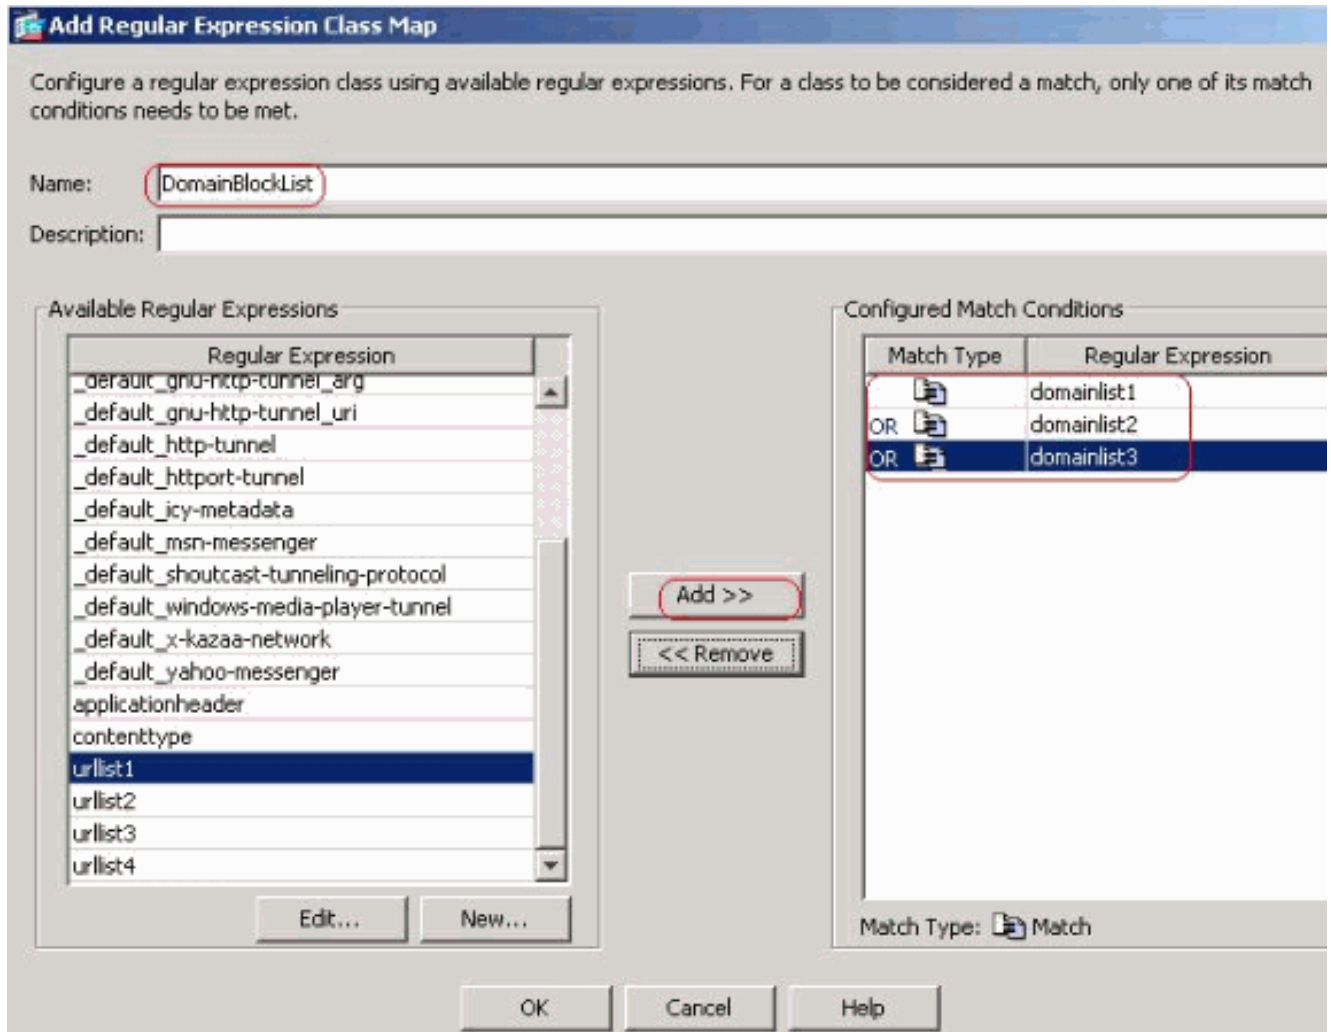 Add Regular Expression Class Map
Configure a regular expression class using available regular expressions. For a class to be considered a match, only one of its match
conditions needs to be met.
Name: DomainBlockList
Description:
Available Regular Expressions
Regular Expression
_default_gnu-http-tunnel_arg
_default_gnu-http-tunnel_uri
_default_http-tunnel
_default_httport-tunnel
_default_icy-metadata
_default_msn-messenger
_default_shoutcast-tunneling-protocol
_default_windows-media-player-tunnel
_default_x-kazaa-network
_default_yahoo-messenger
applicationheader
contenttype
urllist1
urllist2
urllist3
urllist4
Edit... New...
Add >>
<< Remove
Configured Match Conditions
Match Type Regular Expression
domainlist1
OR domainlist2
OR domainlist3
Match Type: Match
OK Cancel Help